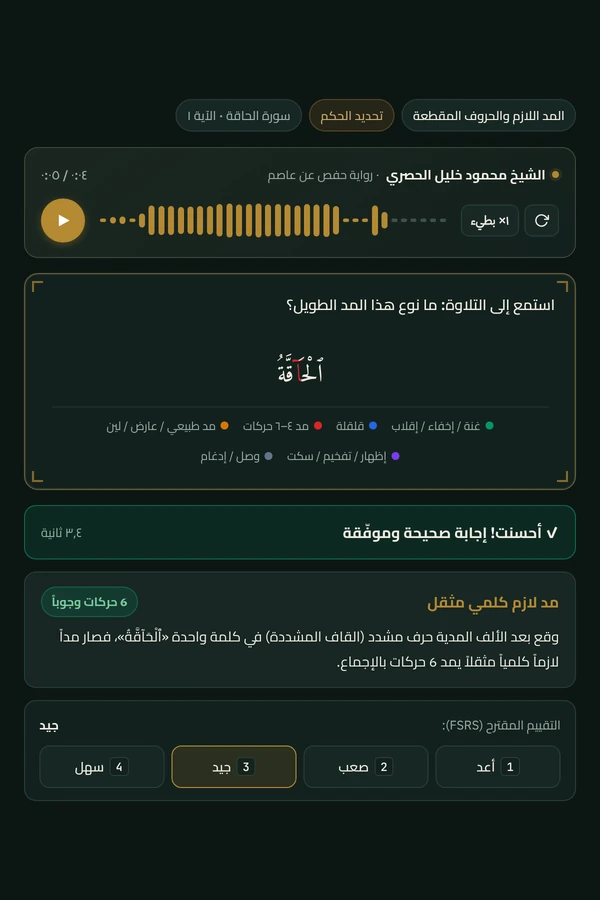 المد اللازم والحروف المقطعة تحديد الحكم سورة الحاقة · الآية ١
الشيخ محمود خليل الحصري · رواية حفص عن عاصم ٠:٠٤ / ٠:٠٥
١× بطيء
استمع إلى التلاوة: ما نوع هذا المد الطويل؟
ٱلْحَآقَّةُ
غنة / إخفاء / إقلاب قلقلة مد ٤–٦ حركات مد طبيعي / عارض / لين
إظهار / تفخيم / سكت وصل / إدغام
✓ أحسنت! إجابة صحيحة وموفّقة ٣,٤ ثانية
مد لازم كلمي مثقل 6 حركات وجوباً
وقع بعد الألف المدية حرف مشدد (القاف المشددة) في كلمة واحدة «ٱلْحَآقَّةُ»، فصار مداً
لازماً كلمياً مثقلاً يمد 6 حركات بالإجماع.
التقييم المقترح (FSRS): جيد
1 أعد 2 صعب 3 جيد 4 سهل